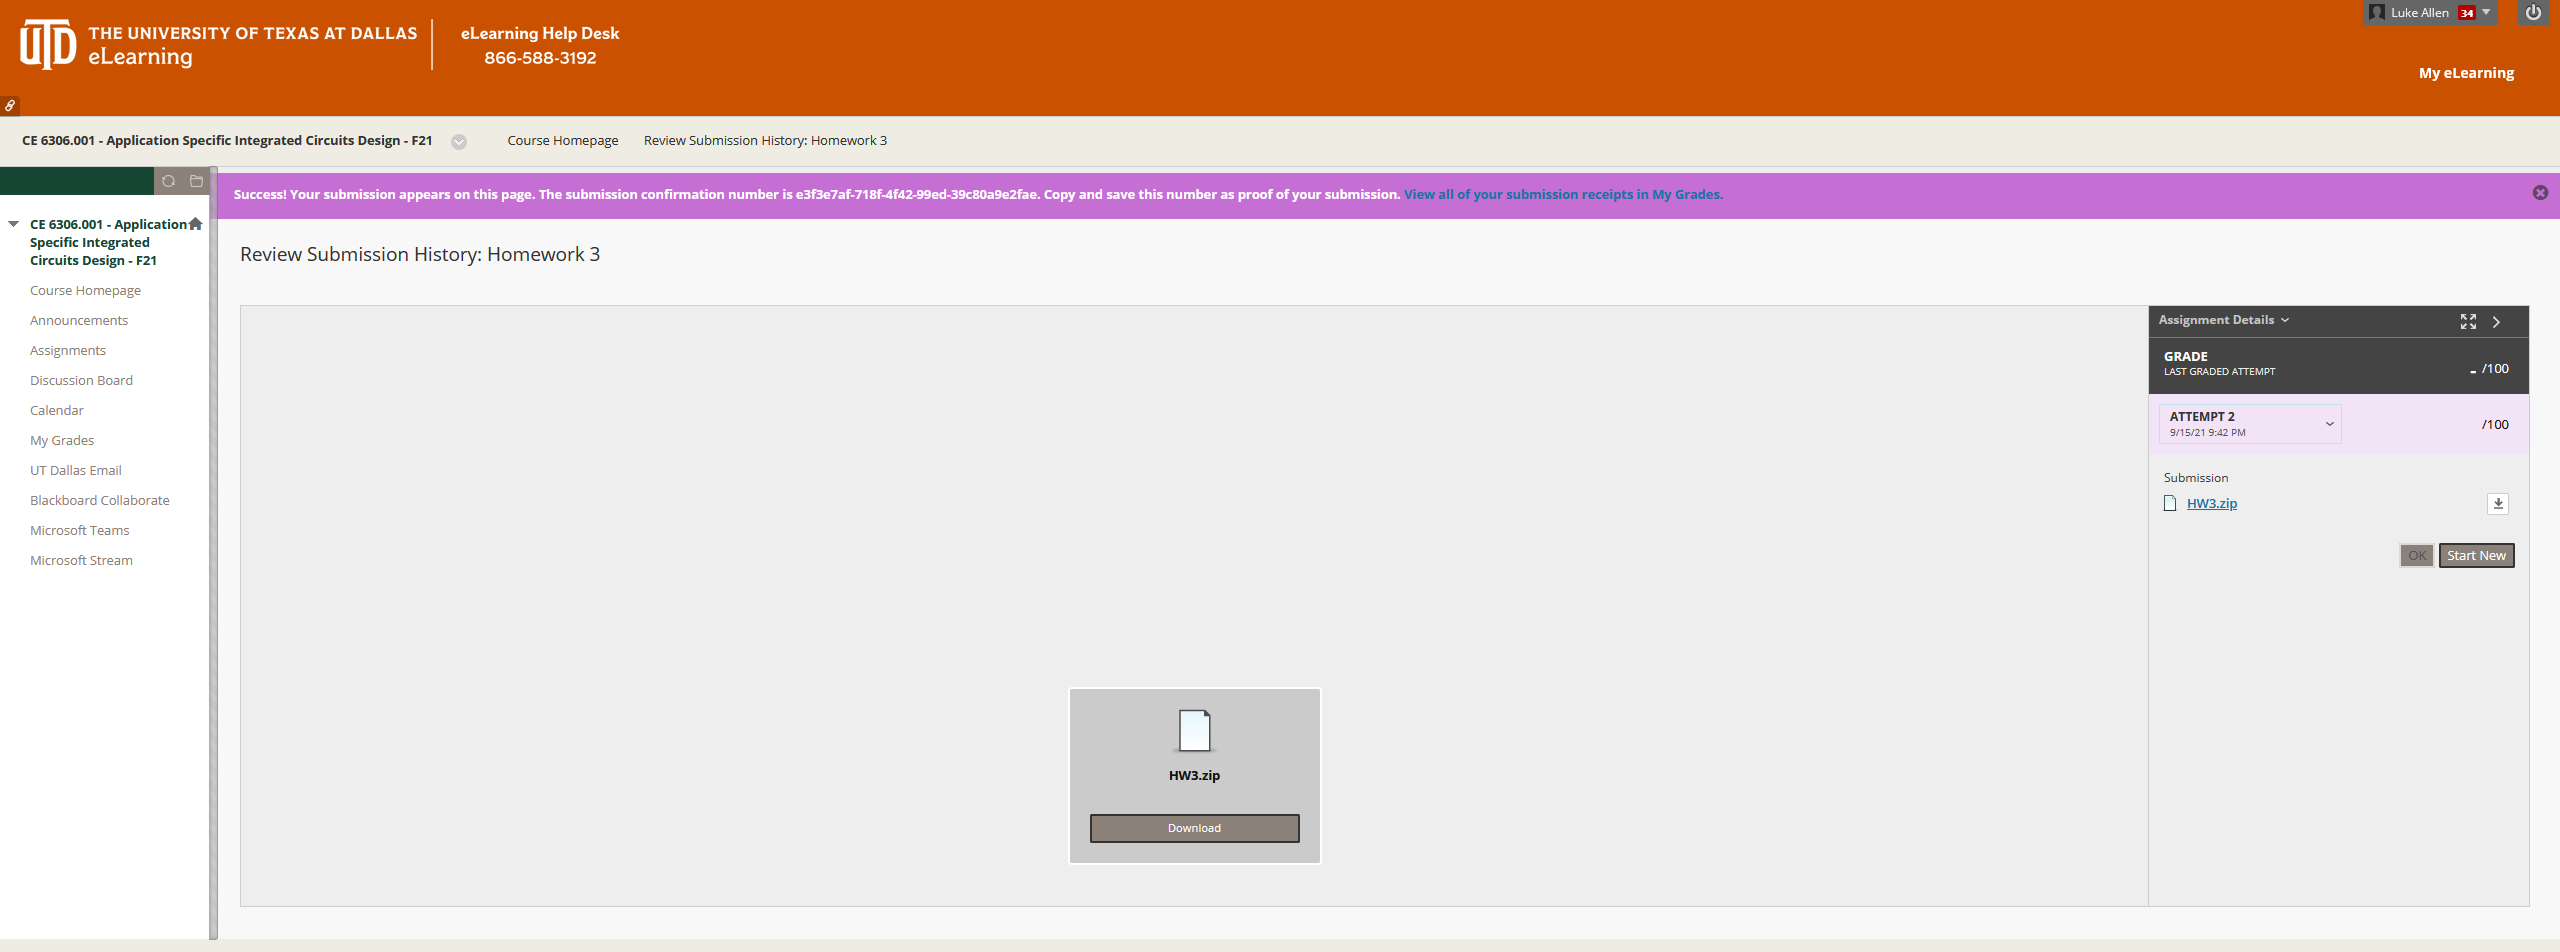 UTD
THE UNIVERSITY OF TEXAS AT DALLAS
eLearning
eLearning Help Desk
866-588-3192
Luke Allen 34
My eLearning
CE 6306.001 - Application Specific Integrated Circuits Design - F21
Course Homepage
Review Submission History: Homework 3
Success! Your submission appears on this page. The submission confirmation number is e3f3e7af-718f-4f42-99ed-39c80a9e2fae. Copy and save this number as proof of your submission. View all of your submission receipts in My Grades.
CE 6306.001 - Application
Specific Integrated
Circuits Design - F21
Course Homepage
Announcements
Assignments
Discussion Board
Calendar
My Grades
UT Dallas Email
Blackboard Collaborate
Microsoft Teams
Microsoft Stream
Review Submission History: Homework 3
HW3.zip
Download
Assignment Details
GRADE
LAST GRADED ATTEMPT
- /100
ATTEMPT 2
9/15/21 9:42 PM
/100
Submission
HW3.zip
OK
Start New